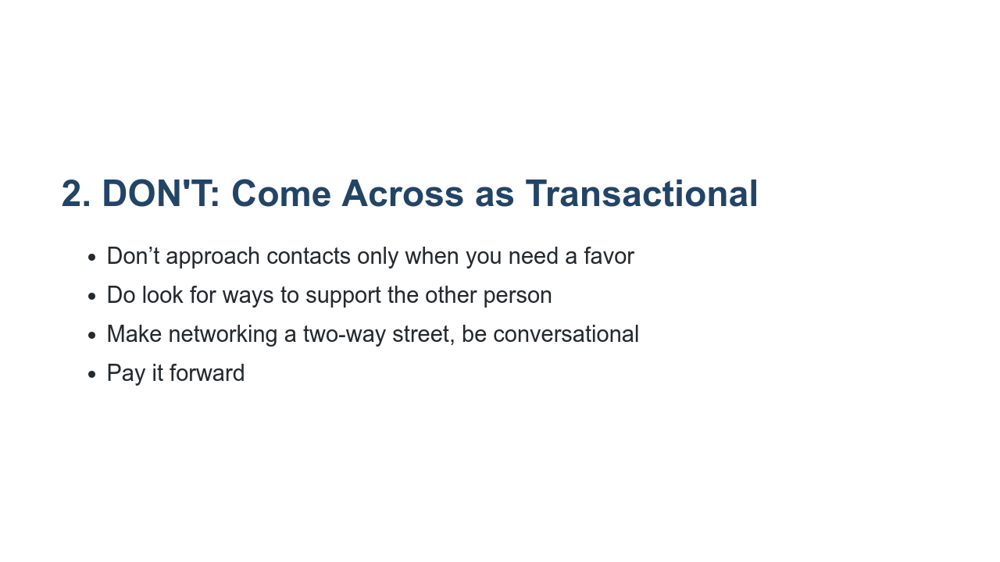 2. DON'T: Come Across as Transactional
• Don’t approach contacts only when you need a favor
• Do look for ways to support the other person
• Make networking a two-way street, be conversational
• Pay it forward